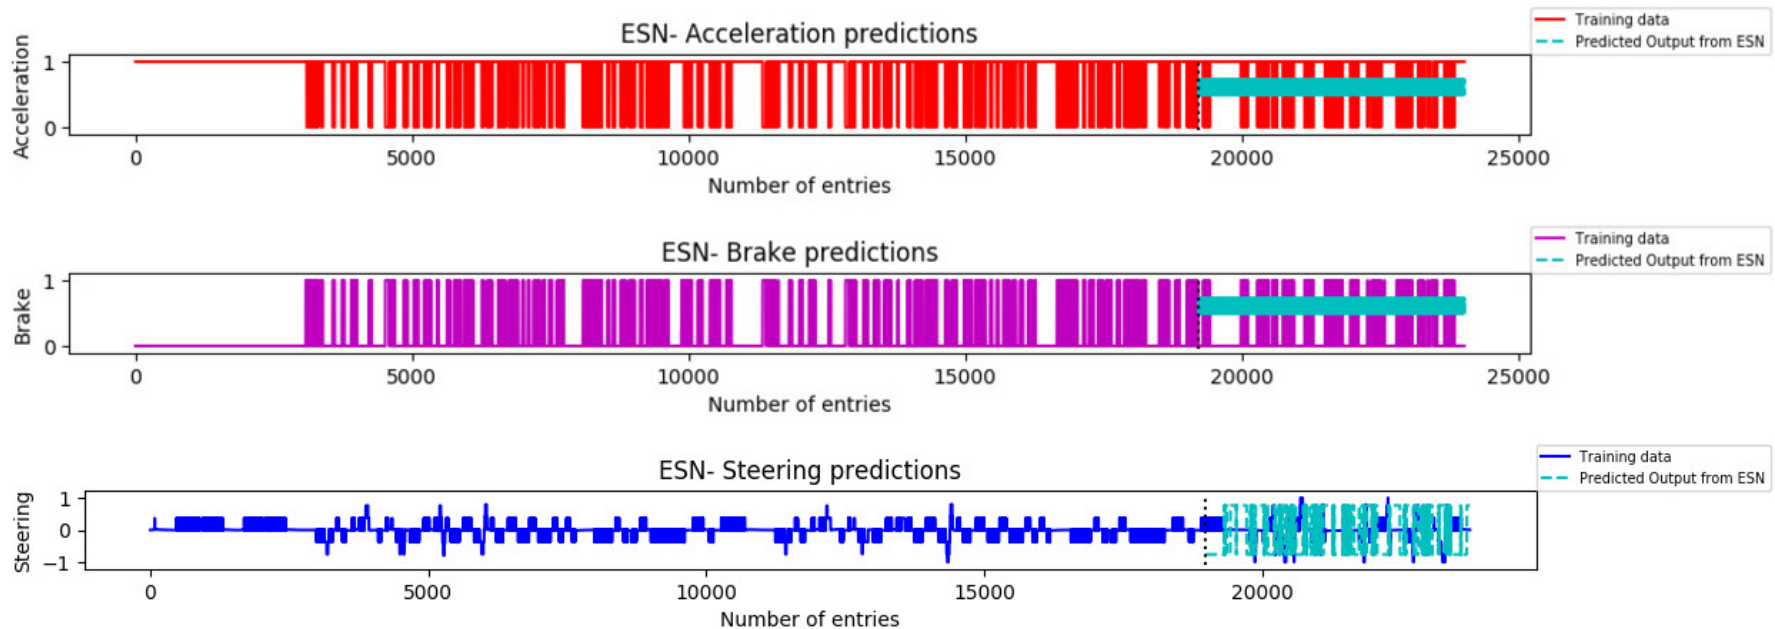 ESN- Acceleration predictions
Training data
Predicted Output from ESN
Acceleration
1
0
0 5000 10000 15000 20000 25000
Number of entries
ESN- Brake predictions
Training data
Predicted Output from ESN
Brake
1
0
0 5000 10000 15000 20000 25000
Number of entries
ESN- Steering predictions
Training data
Predicted Output from ESN
Steering
1
0
−1
0 5000 10000 15000 20000
Number of entries